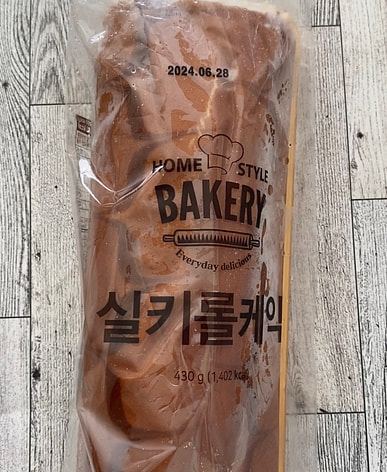 2024.06.28
HOME STYLE
BAKERY
Everyday delicious
실키롤케익
430 g (1,402 kcal)